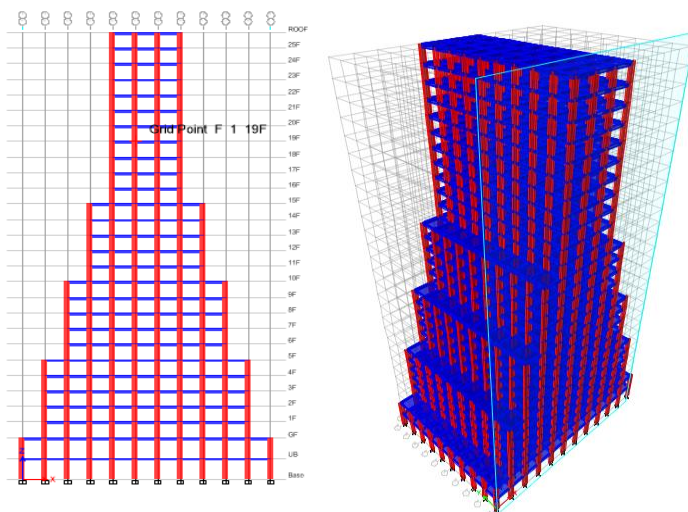 ROOF
25F
24F
23F
22F
21F
20F
Grid Point F 1 19F
19F
18F
17F
16F
15F
14F
13F
12F
11F
10F
9F
8F
7F
6F
5F
4F
3F
2F
1F
GF
UB
Base
Z
X